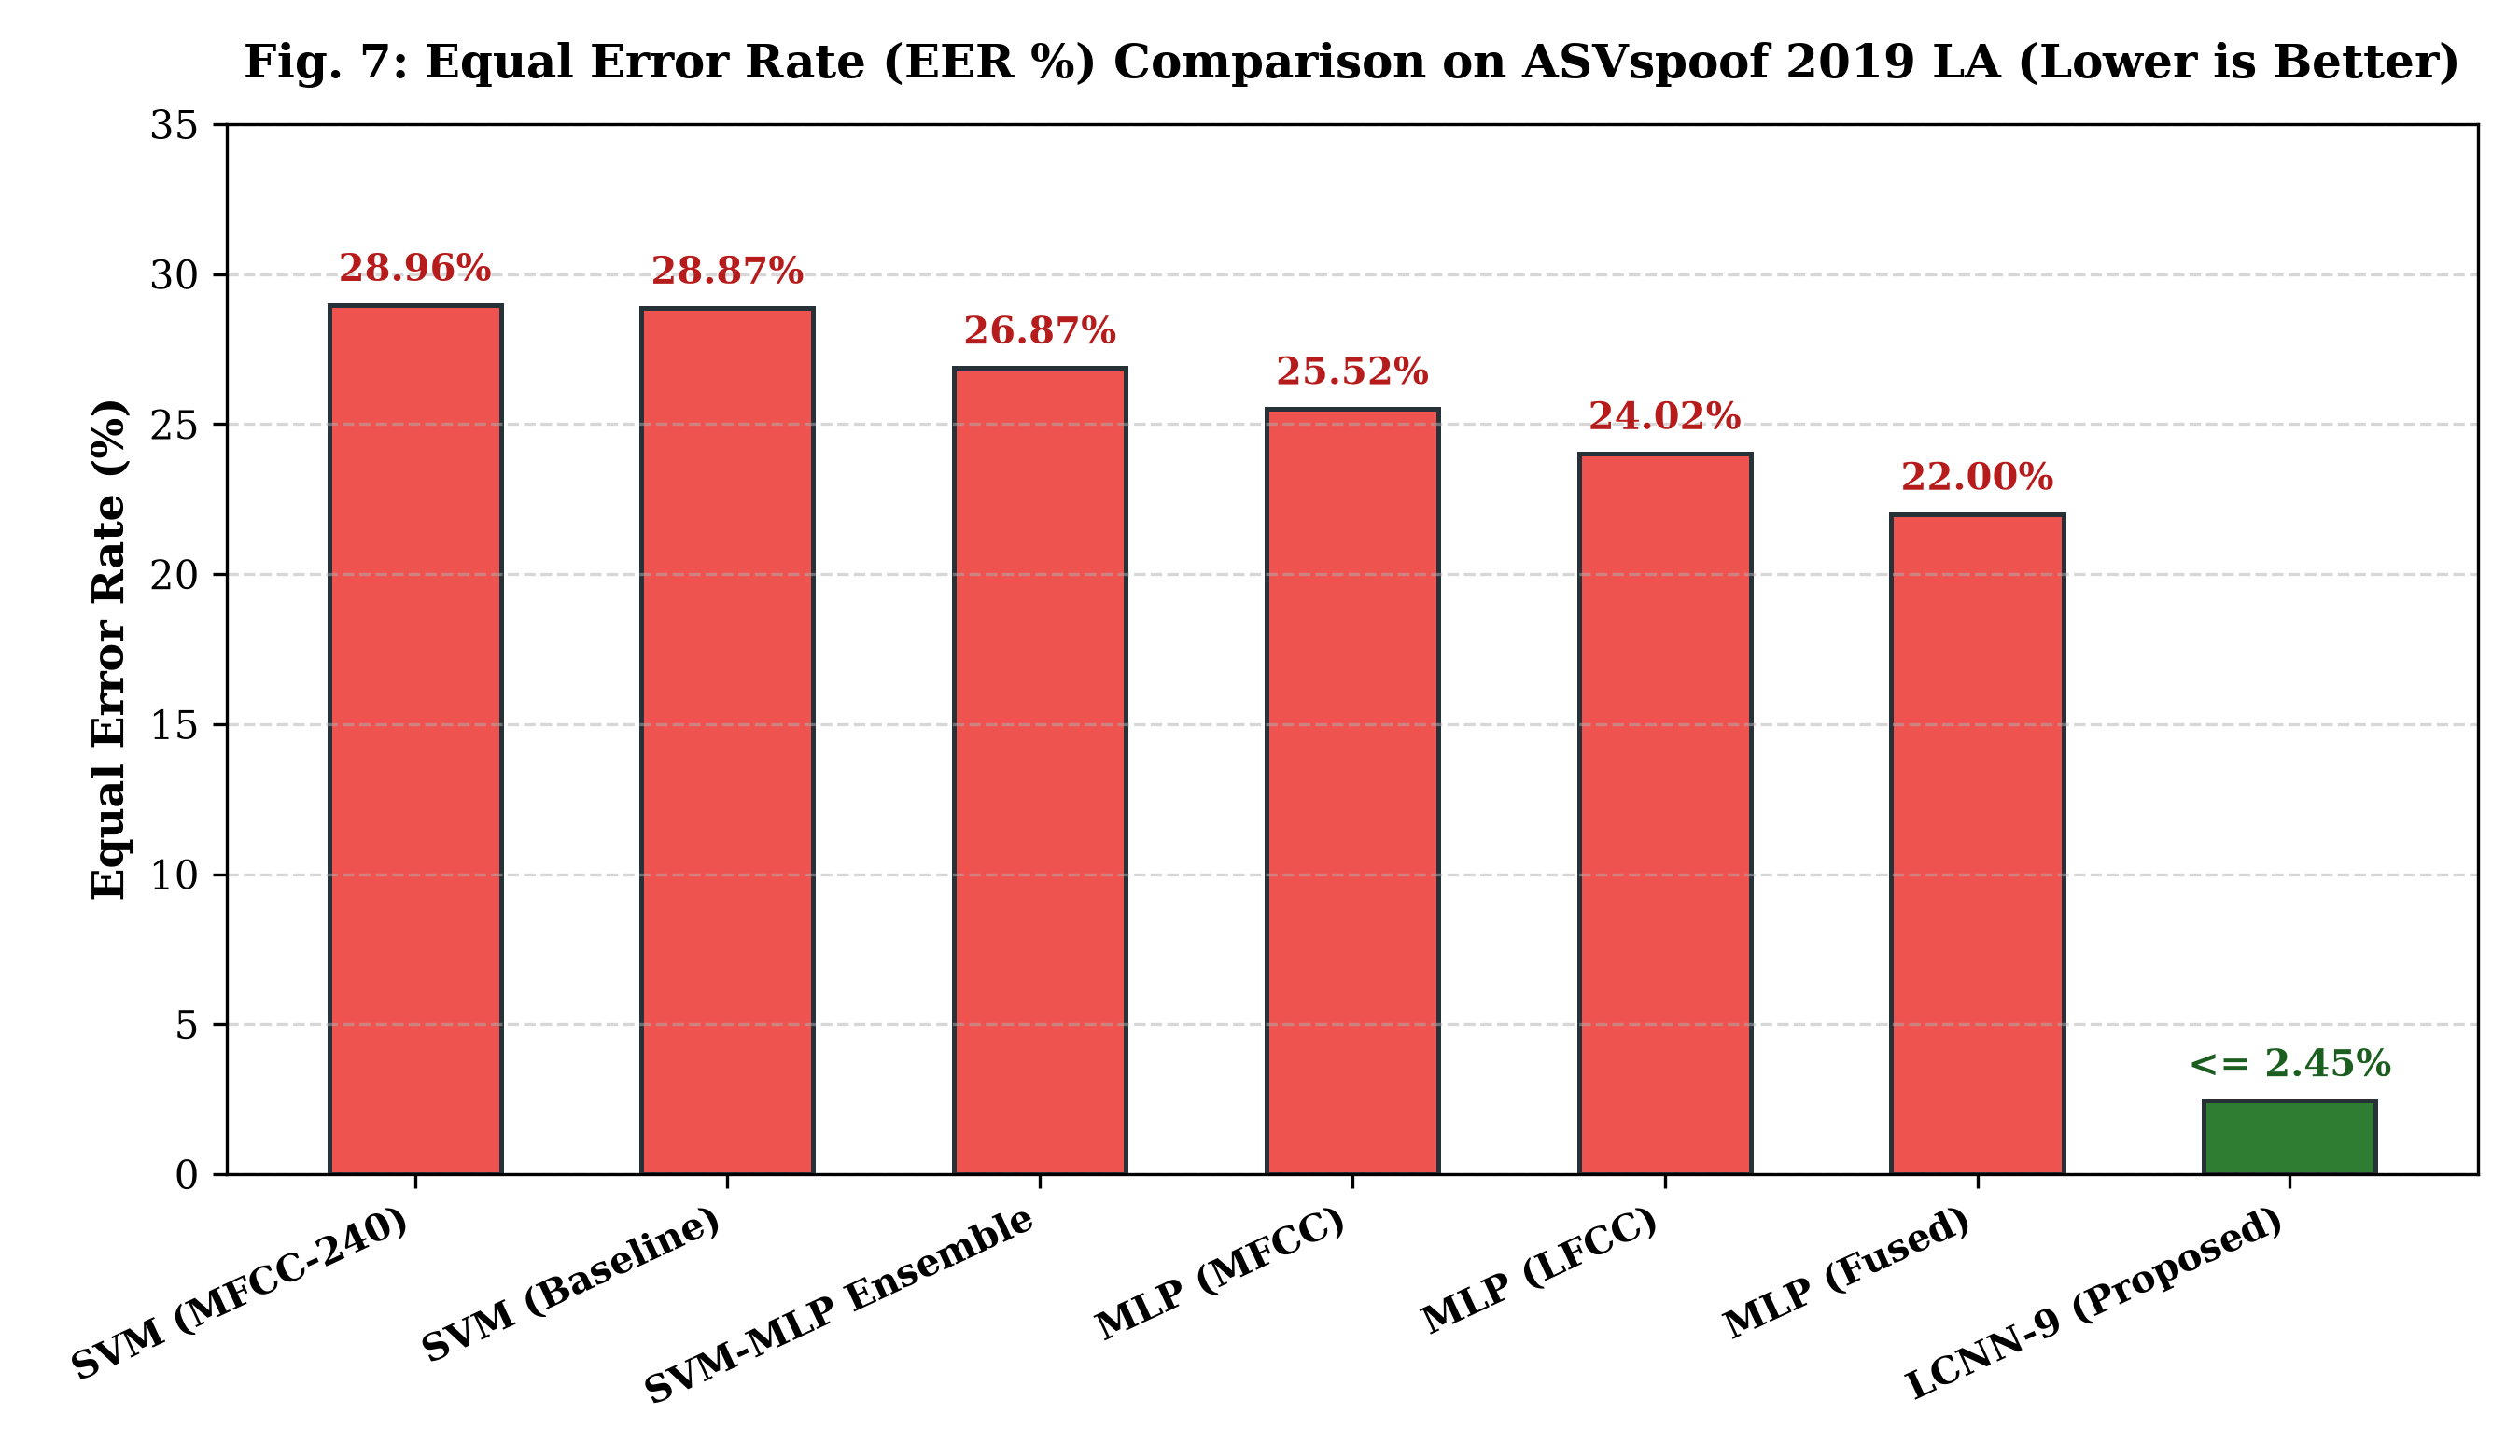 Fig. 7: Equal Error Rate (EER %) Comparison on ASVspoof 2019 LA (Lower is Better)
Equal Error Rate (%)
35
30
25
20
15
10
5
0
28.96%
28.87%
26.87%
25.52%
24.02%
22.00%
<= 2.45%
SVM (MFCC-240)
SVM (Baseline)
SVM-MLP Ensemble
MLP (MFCC)
MLP (LFCC)
MLP (Fused)
LCNN-9 (Proposed)